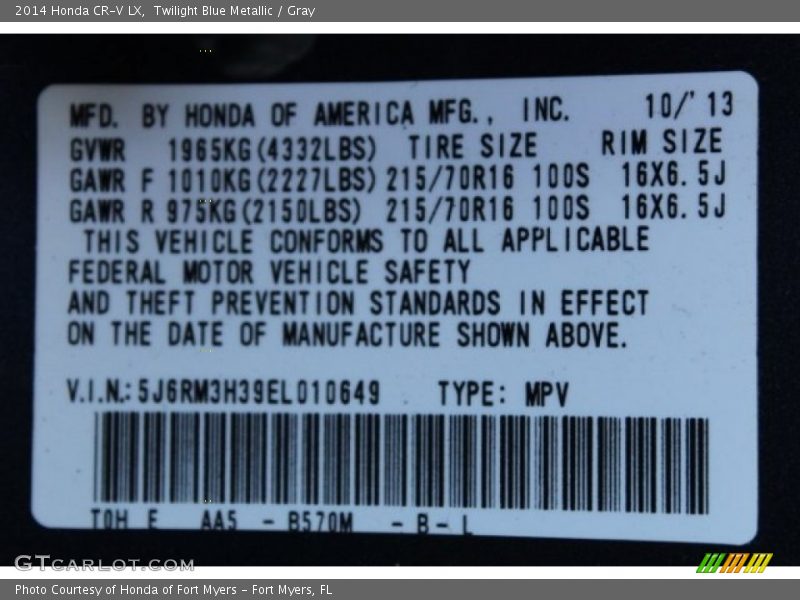 2014 Honda CR-V LX, Twilight Blue Metallic / Gray
MFD. BY HONDA OF AMERICA MFG., INC. 10/'13
GVWR 1965KG(4332LBS) TIRE SIZE RIM SIZE
GAWR F 1010KG(2227LBS) 215/70R16 100S 16X6.5J
GAWR R 975KG(2150LBS) 215/70R16 100S 16X6.5J
THIS VEHICLE CONFORMS TO ALL APPLICABLE
FEDERAL MOTOR VEHICLE SAFETY
AND THEFT PREVENTION STANDARDS IN EFFECT
ON THE DATE OF MANUFACTURE SHOWN ABOVE.
V.I.N.: 5J6RM3H39EL010649 TYPE: MPV
T0H E AA5 - B570M - B - L
GTCARLOT.COM
Photo Courtesy of Honda of Fort Myers - Fort Myers, FL